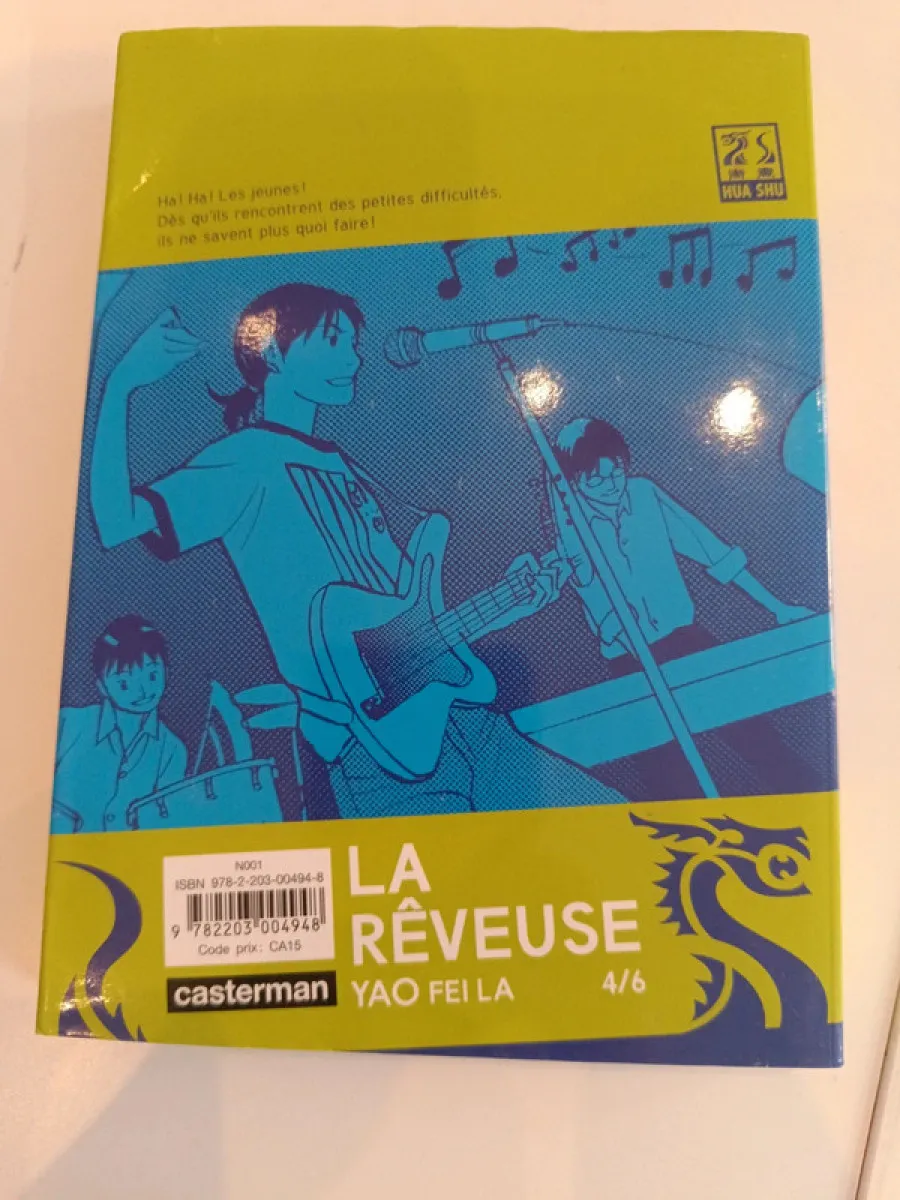 Ha! Ha! Les jeunes!
Dès qu'ils rencontrent des petites difficultés,
ils ne savent plus quoi faire!
HUA SHU
N001
ISBN 978-2-203-00494-8
9 782203 004948
Code prix: CA15
casterman
LA
RÊVEUSE
YAO FEI LA 4/6